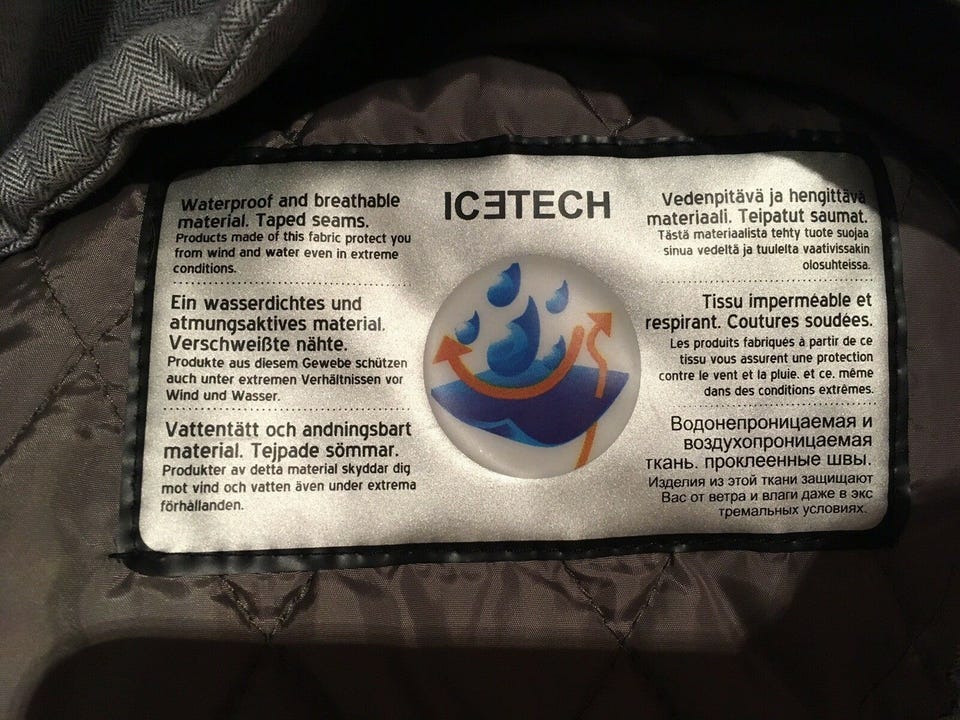 Waterproof and breathable
material. Taped seams.
Products made of this fabric protect you
from wind and water even in extreme
conditions.
Ein wasserdichtes und
atmungsaktives material.
Verschweißte nähte.
Produkte aus diesem Gewebe schützen
auch unter extremen Verhältnissen vor
Wind und Wasser.
Vattentätt och andningsbart
material. Tejpade sömmar.
Produkter av detta material skyddar dig
mot vind och vatten även under extrema
förhållanden.
ICƎTECH
Vedenpitävä ja hengittävä
materiaali. Teipatut saumat.
Tästä materiaalista tehty tuote suojaa
sinua vedeltä ja tuulelta vaativissakin
olosuhteissa.
Tissu imperméable et
respirant. Coutures soudées.
Les produits fabriqués à partir de ce
tissu vous assurent une protection
contre le vent et la pluie. et ce. même
dans des conditions extrêmes.
Водонепроницаемая и
воздухопроницаемая
ткань. проклеенные швы.
Изделия из этой ткани защищают
Вас от ветра и влаги даже в экс
тремальных условиях.